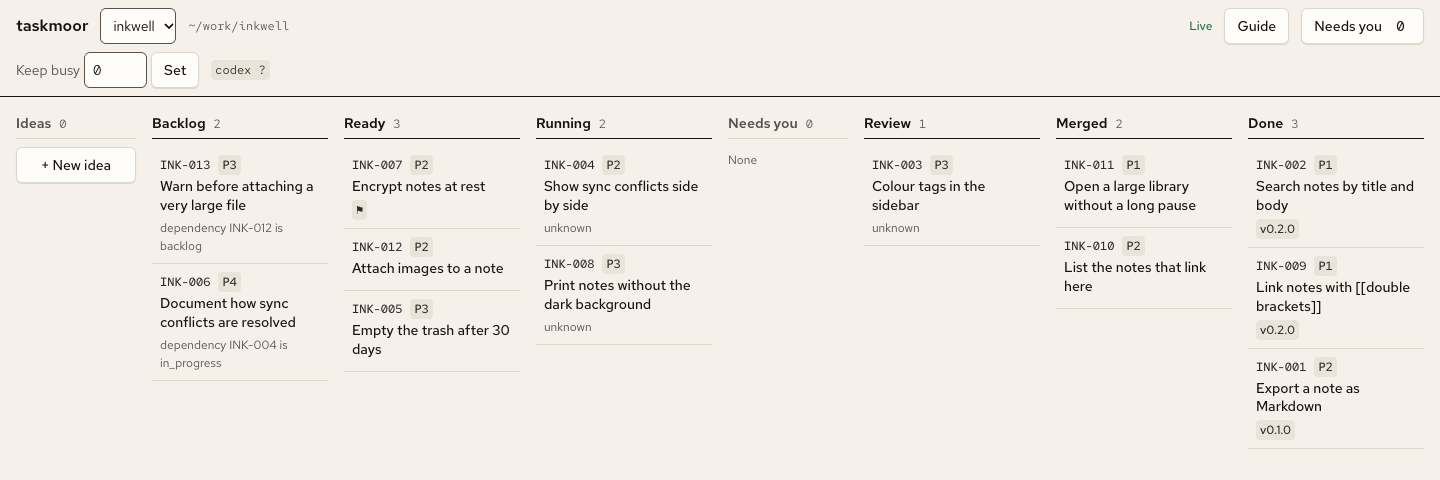 taskmoor inkwell ~/work/inkwell Live Guide Needs you 0
Keep busy 0 Set codex ?
Ideas 0
+ New idea
Backlog 2
INK-013 P3
Warn before attaching a
very large file
dependency INK-012 is
backlog
INK-006 P4
Document how sync
conflicts are resolved
dependency INK-004 is
in_progress
Ready 3
INK-007 P2
Encrypt notes at rest
⚑
INK-012 P2
Attach images to a note
INK-005 P3
Empty the trash after 30
days
Running 2
INK-004 P2
Show sync conflicts side
by side
unknown
INK-008 P3
Print notes without the
dark background
unknown
Needs you 0
None
Review 1
INK-003 P3
Colour tags in the
sidebar
unknown
Merged 2
INK-011 P1
Open a large library
without a long pause
INK-010 P2
List the notes that link
here
Done 3
INK-002 P1
Search notes by title and
body
v0.2.0
INK-009 P1
Link notes with [[double
brackets]]
v0.2.0
INK-001 P2
Export a note as
Markdown
v0.1.0